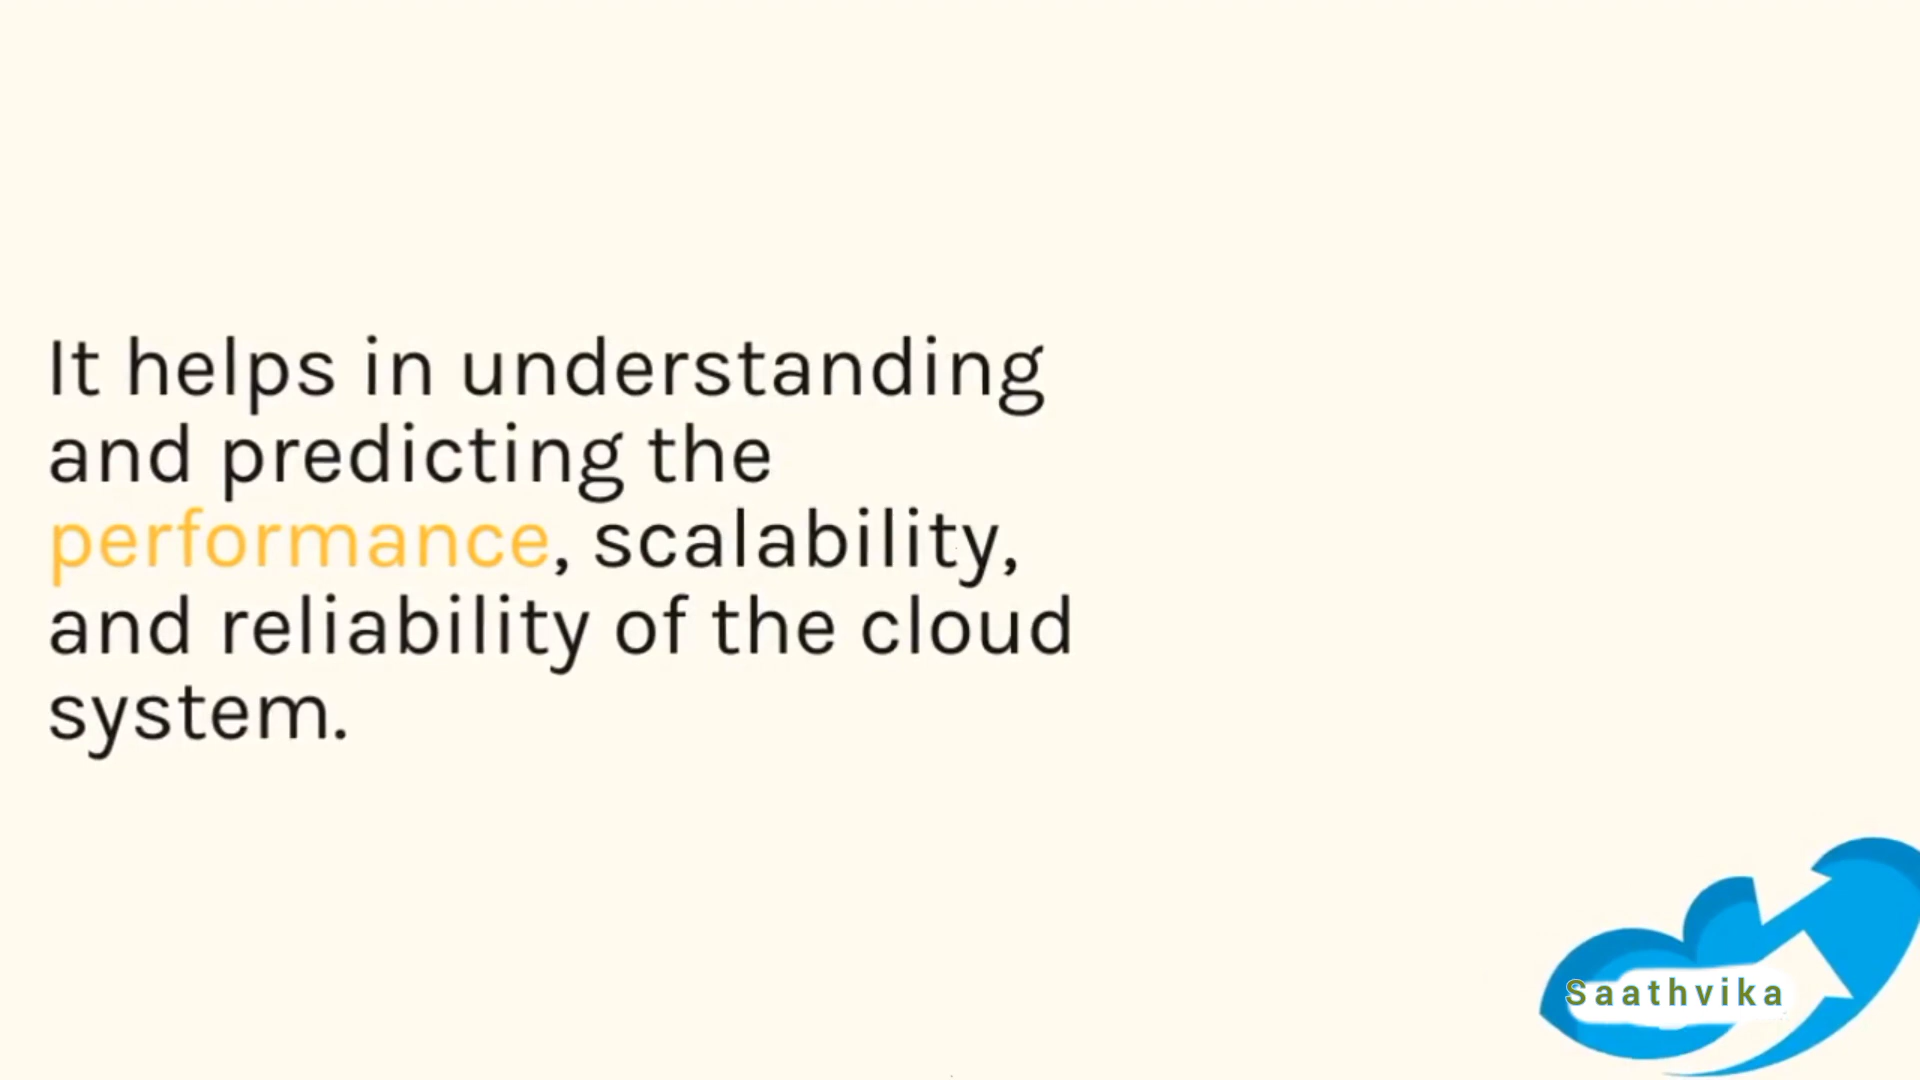 It helps in understanding
and predicting the
performance, scalability,
and reliability of the cloud
system.
Saathvika